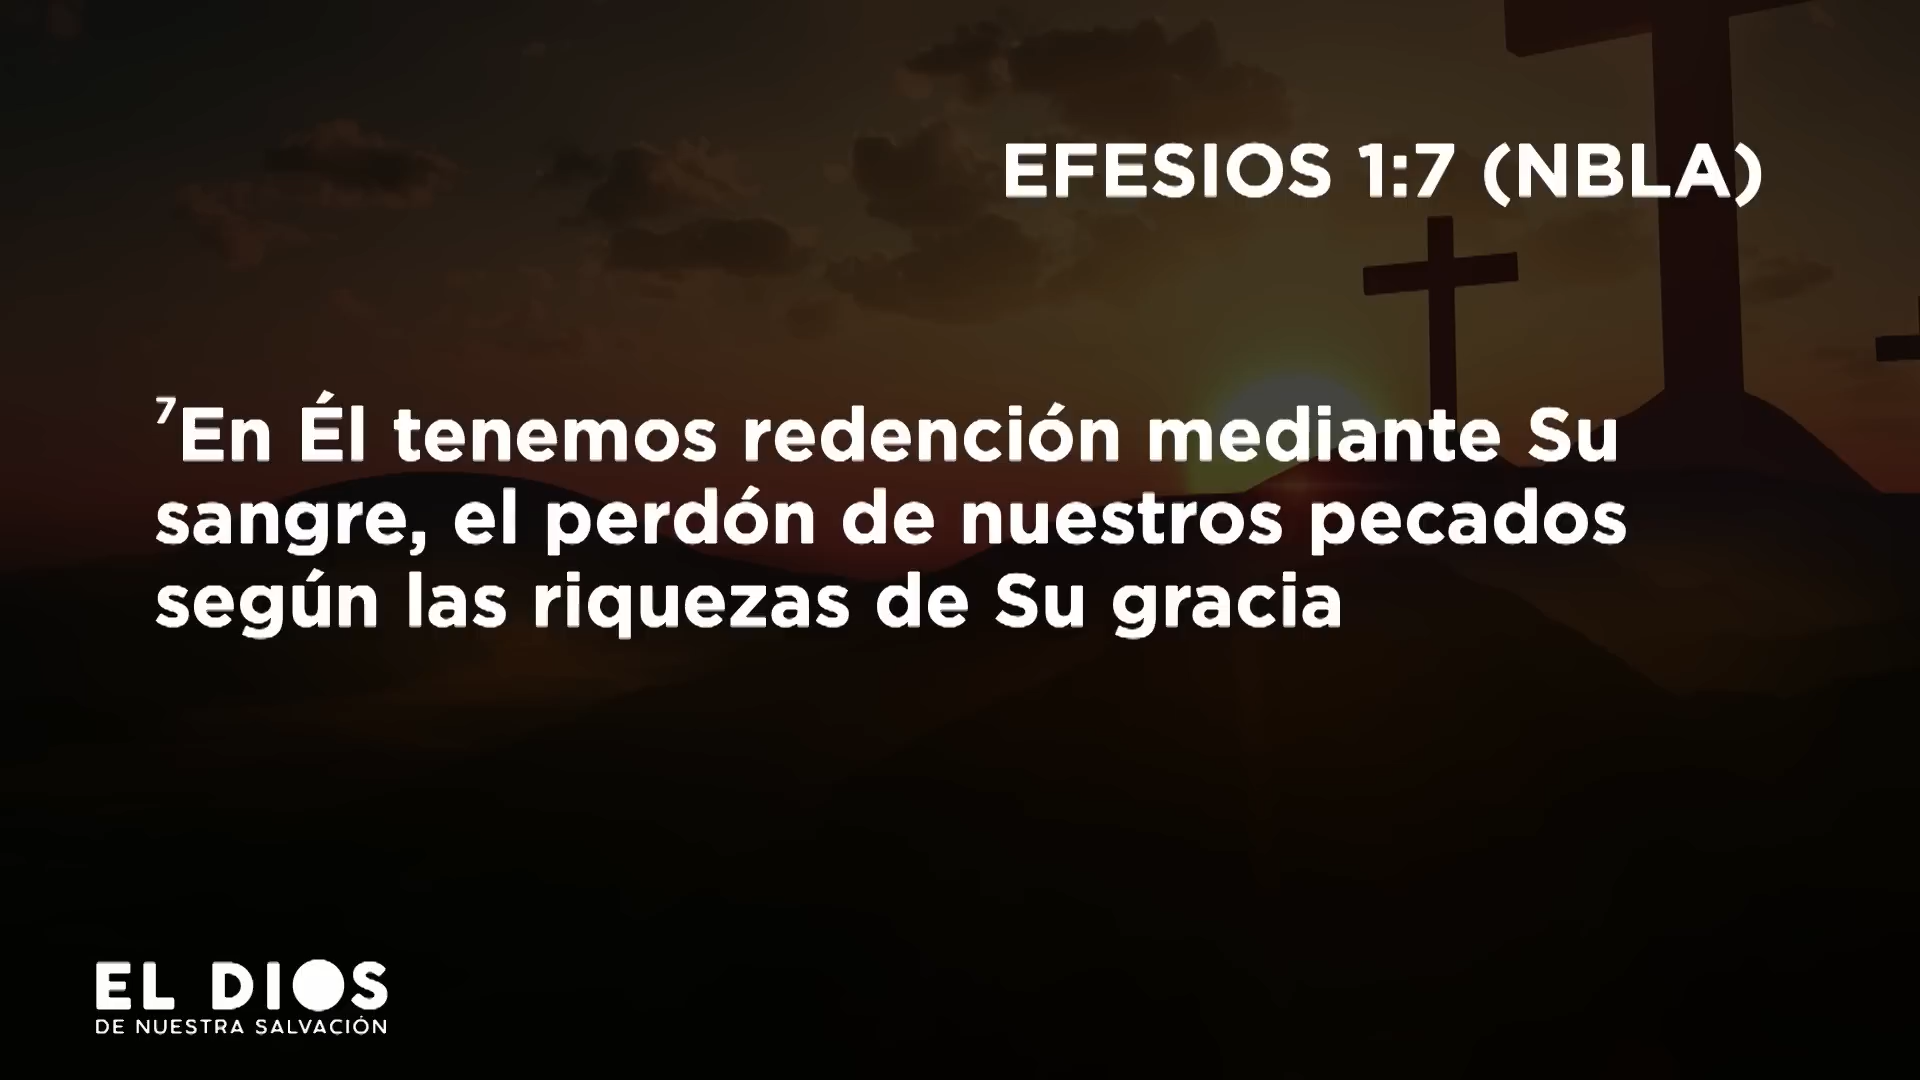 EFESIOS 1:7 (NBLA)
⁷En Él tenemos redención mediante Su
sangre, el perdón de nuestros pecados
según las riquezas de Su gracia
EL DIOS
DE NUESTRA SALVACIÓN